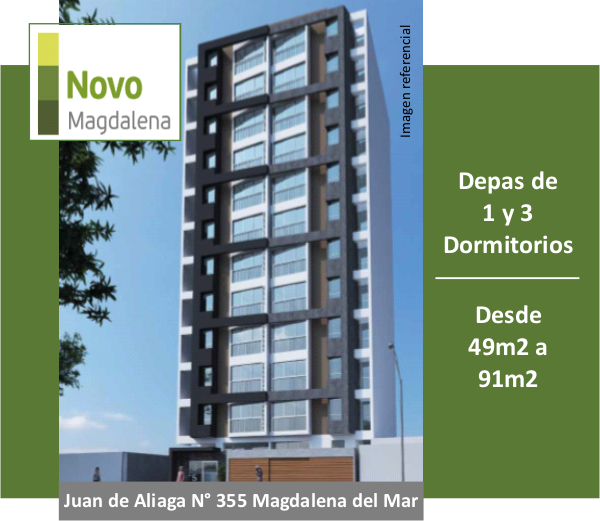 Novo
Magdalena
Imagen referencial
Depas de
1 y 3
Dormitorios
Desde
49m2 a
91m2
Juan de Aliaga N° 355 Magdalena del Mar